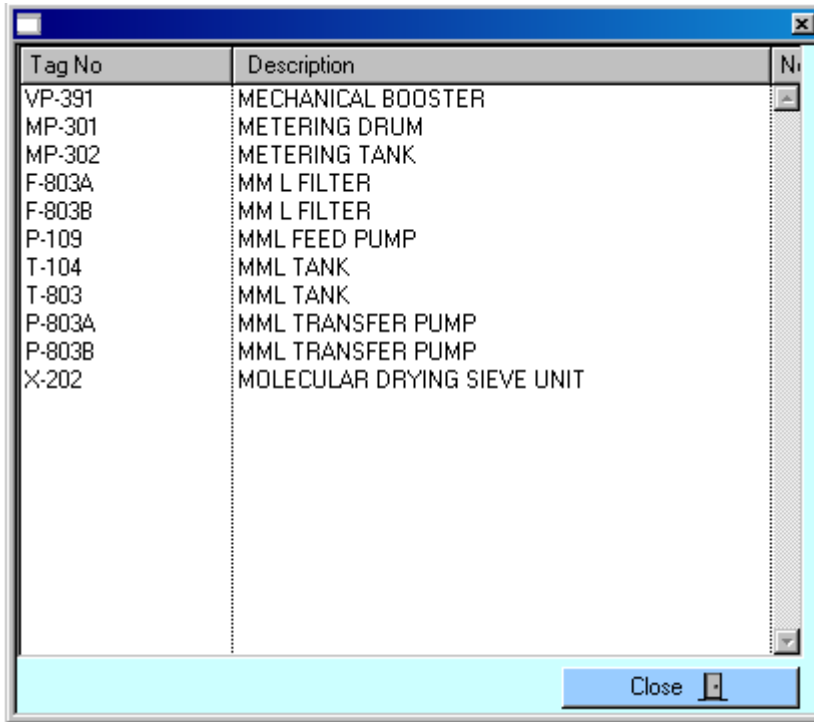 Tag No Description
VP-391 MECHANICAL BOOSTER
MP-301 METERING DRUM
MP-302 METERING TANK
F-803A MM L FILTER
F-803B MM L FILTER
P-109 MML FEED PUMP
T-104 MML TANK
T-803 MML TANK
P-803A MML TRANSFER PUMP
P-803B MML TRANSFER PUMP
X-202 MOLECULAR DRYING SIEVE UNIT
Close